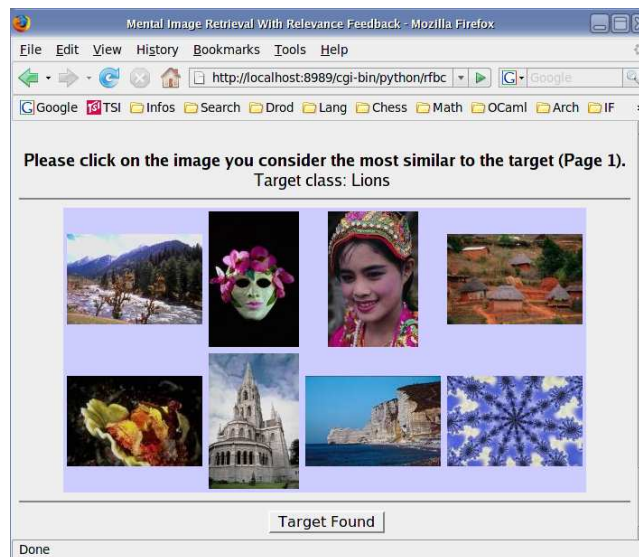 Mental Image Retrieval With Relevance Feedback - Mozilla Firefox
File Edit View History Bookmarks Tools Help
http://localhost:8989/cgi-bin/python/rfbc G Google
Google TSI Infos Search Drod Lang Chess Math OCaml Arch IF
Please click on the image you consider the most similar to the target (Page 1).
Target class: Lions
Target Found
Done